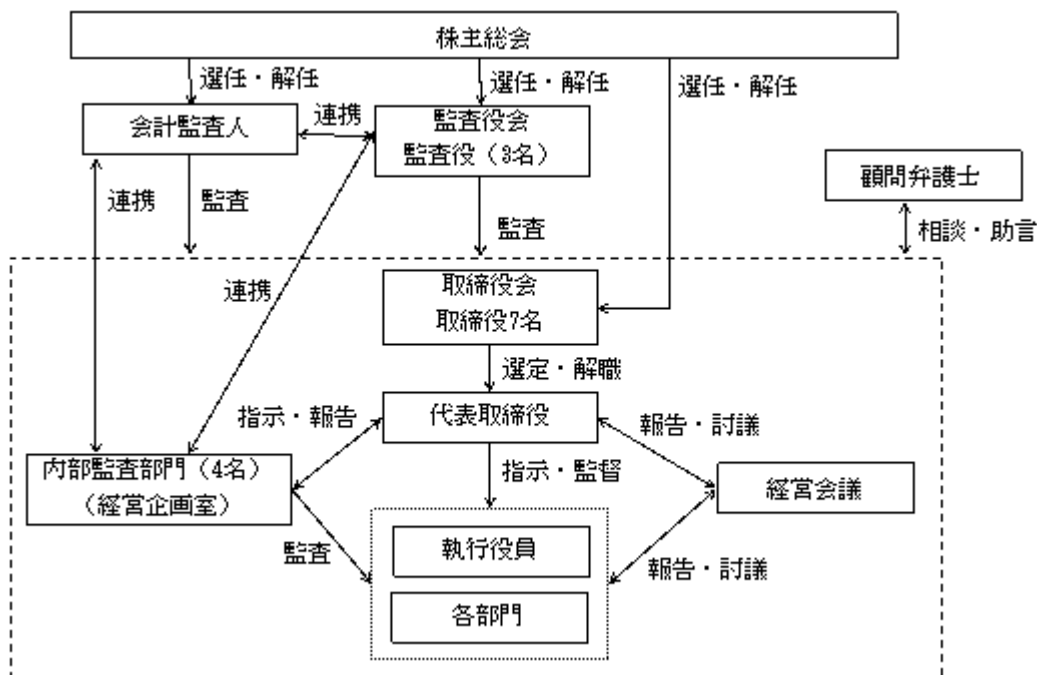 株主総会
選任・解任
選任・解任
選任・解任
会計監査人
連携
監査役会
監査役（3名）
顧問弁護士
連携
監査
監査
相談・助言
連携
取締役会
取締役7名
選定・解職
指示・報告
代表取締役
報告・討議
内部監査部門（4名）
（経営企画室）
指示・監督
経営会議
監査
執行役員
報告・討議
各部門